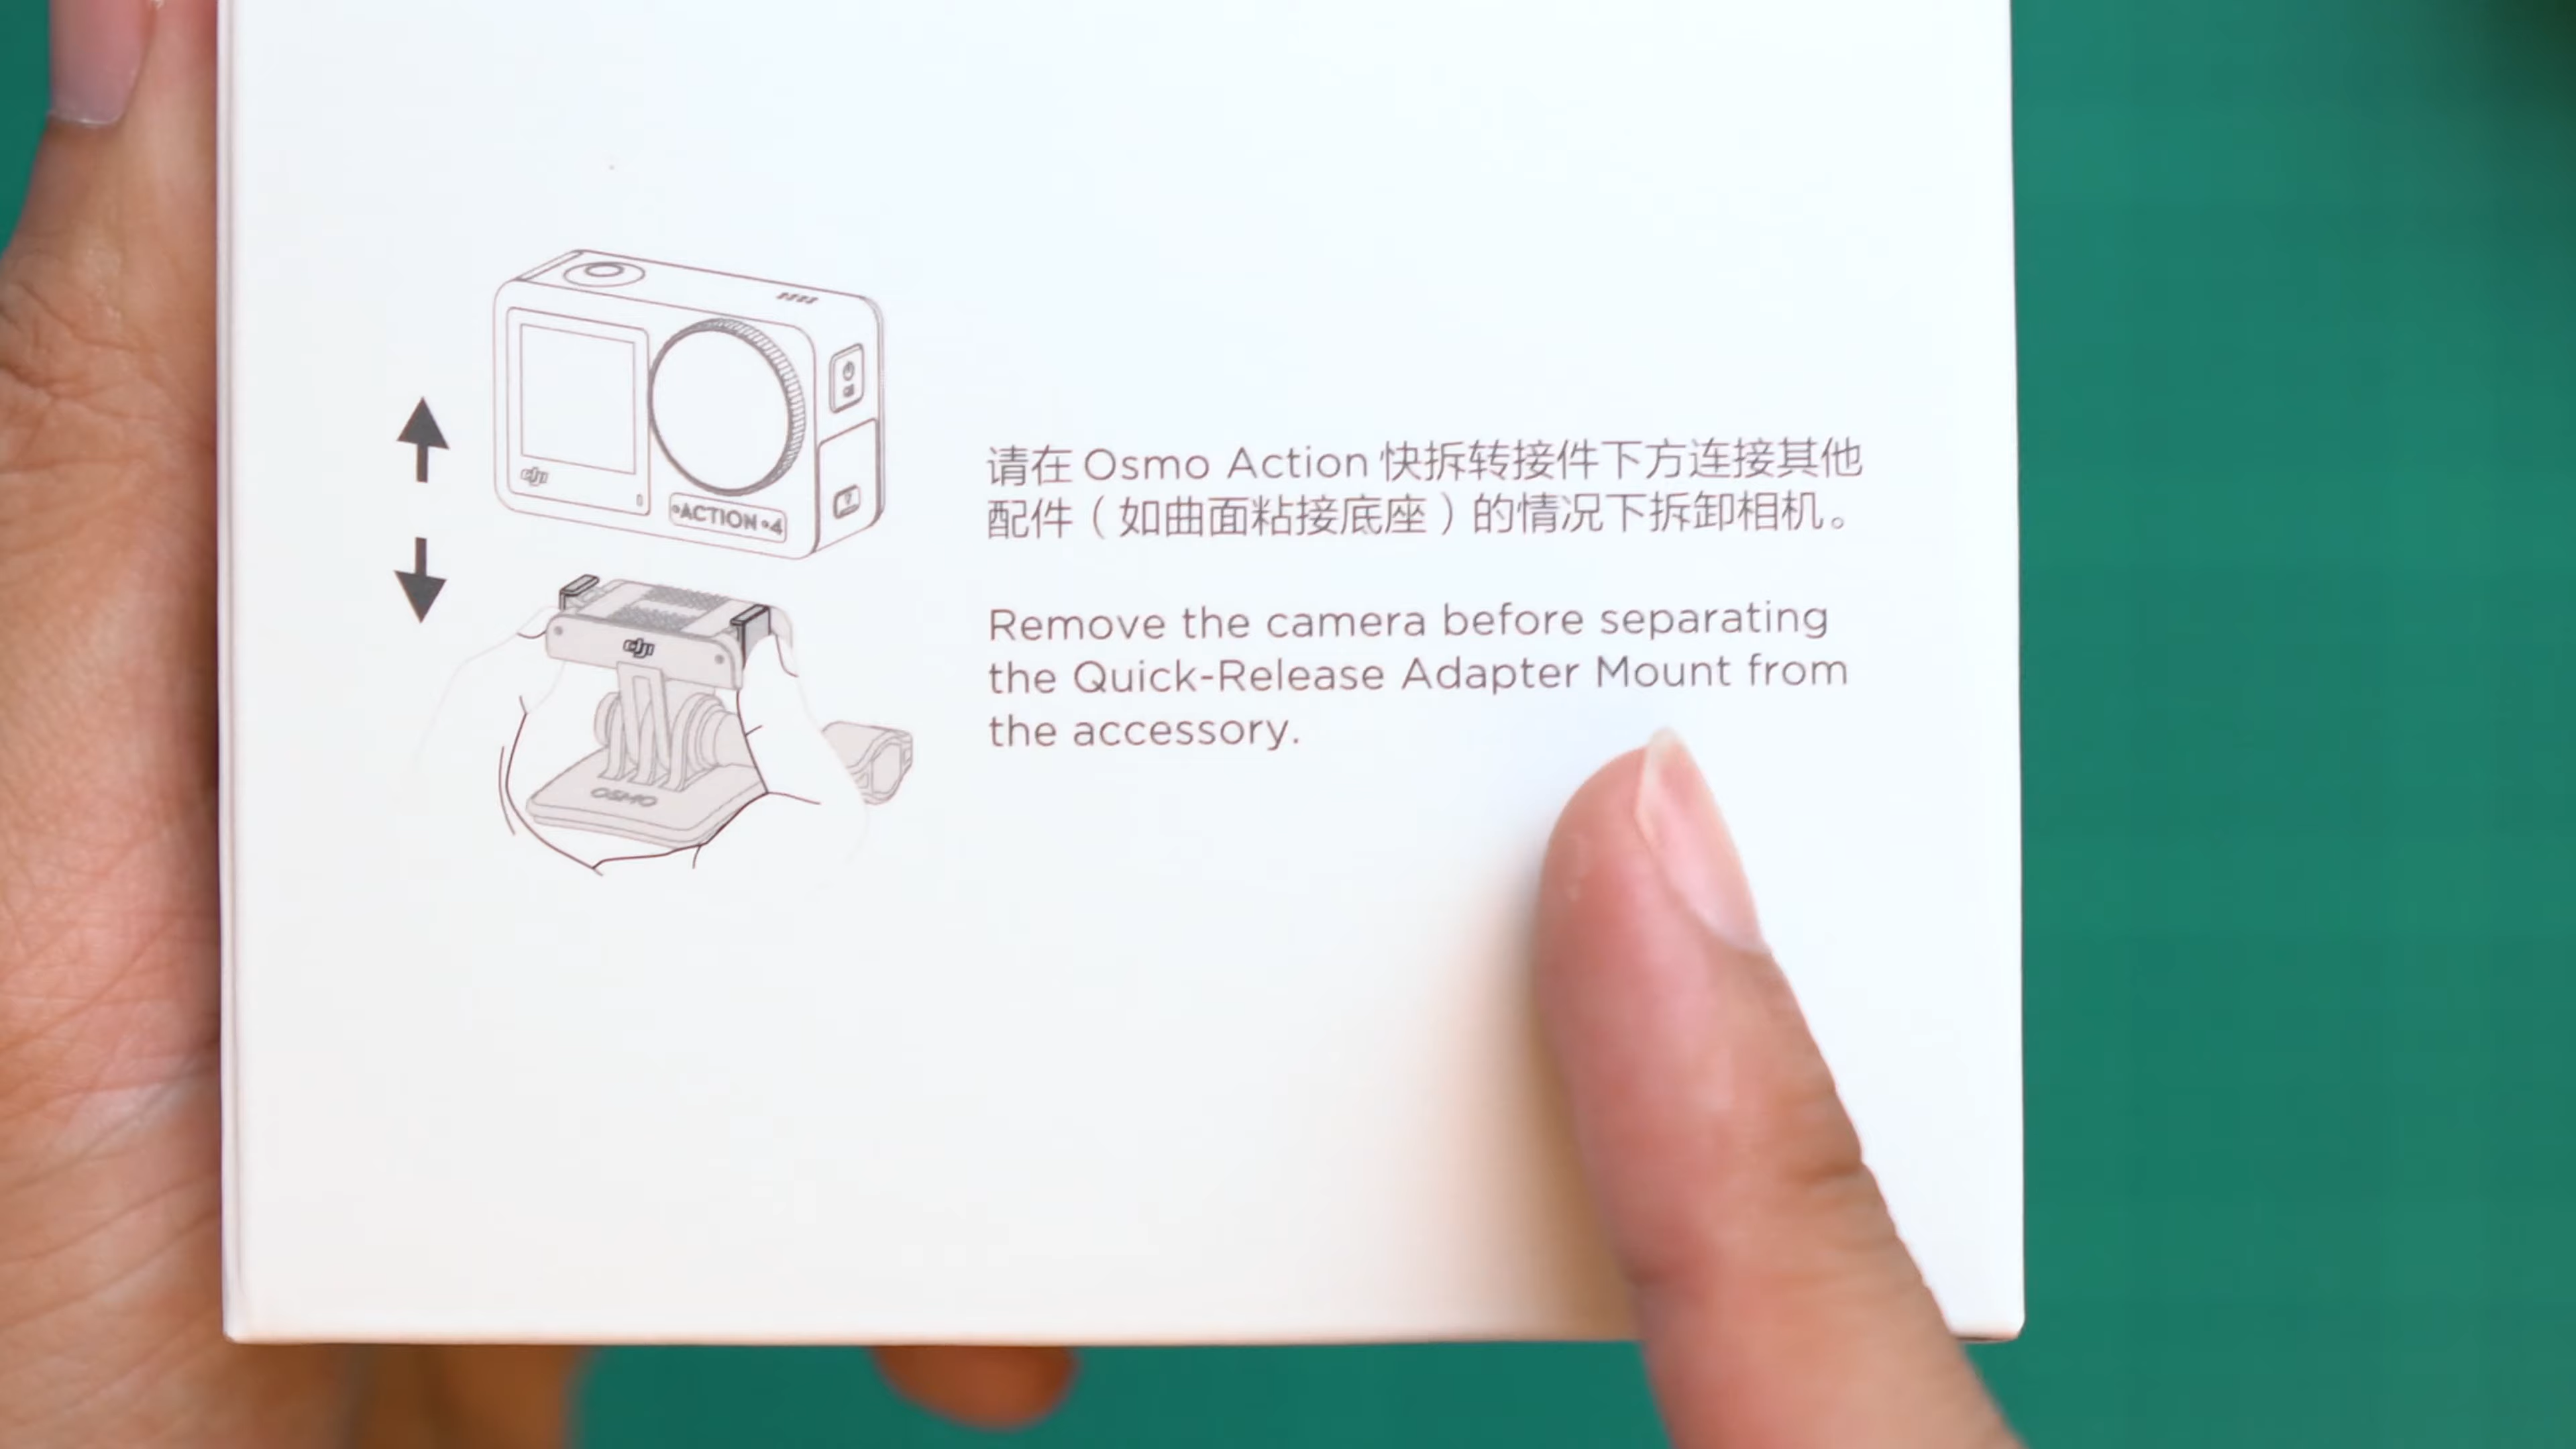 dji
•ACTION•4
dji
OSMO
请在 Osmo Action 快拆转接件下方连接其他
配件（如曲面粘接底座）的情况下拆卸相机。
Remove the camera before separating
the Quick-Release Adapter Mount from
the accessory.